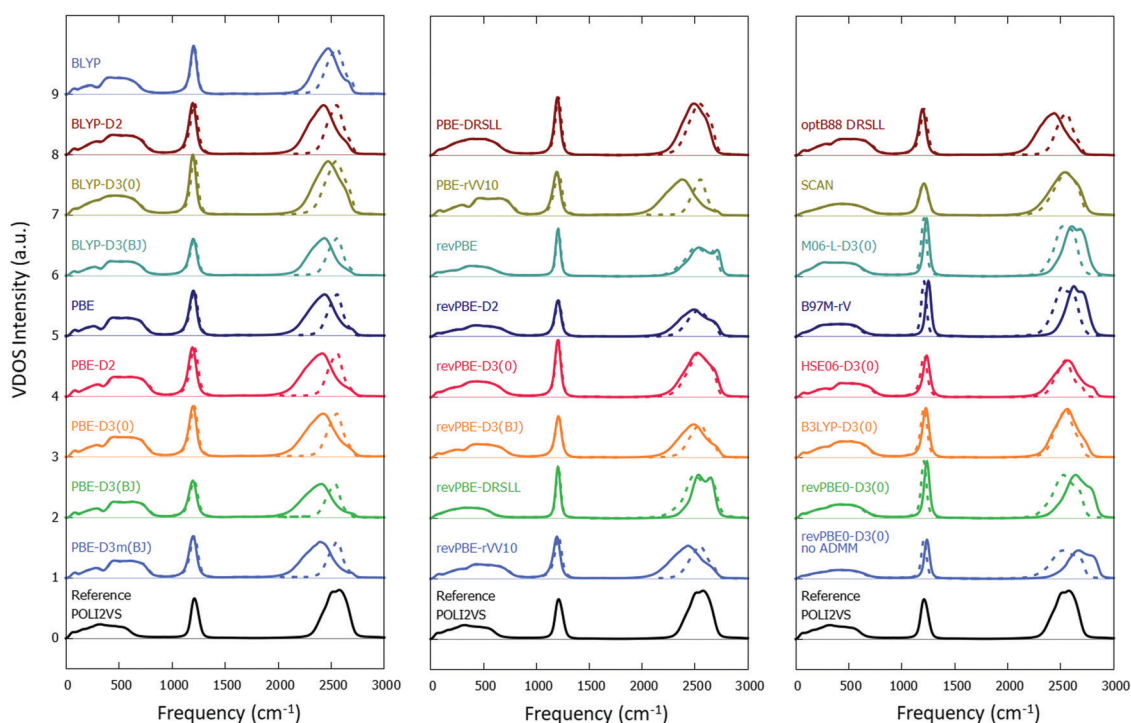 VDOS Intensity (a.u.)
BLYP
9
BLYP-D2
8
BLYP-D3(0)
7
BLYP-D3(BJ)
6
PBE
5
PBE-D2
4
PBE-D3(0)
3
PBE-D3(BJ)
2
PBE-D3m(BJ)
1
Reference
POLI2VS
0
0 500 1000 1500 2000 2500 3000
Frequency (cm⁻¹)
PBE-DRSLL
PBE-rVV10
revPBE
revPBE-D2
revPBE-D3(0)
revPBE-D3(BJ)
revPBE-DRSLL
revPBE-rVV10
Reference
POLI2VS
0 500 1000 1500 2000 2500 3000
Frequency (cm⁻¹)
optB88 DRSLL
SCAN
M06-L-D3(0)
B97M-rV
HSE06-D3(0)
B3LYP-D3(0)
revPBE0-D3(0)
revPBE0-D3(0)
no ADMM
Reference
POLI2VS
0 500 1000 1500 2000 2500 3000
Frequency (cm⁻¹)